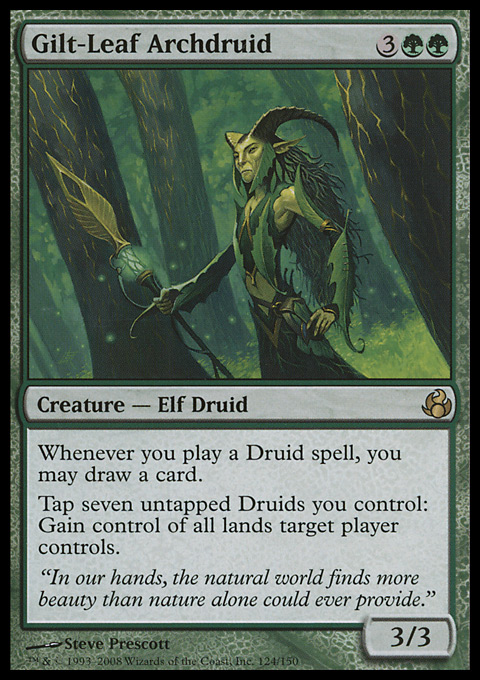 Gilt-Leaf Archdruid 3
Creature — Elf Druid
Whenever you play a Druid spell, you
may draw a card.
Tap seven untapped Druids you control:
Gain control of all lands target player
controls.
“In our hands, the natural world finds more
beauty than nature alone could ever provide.”
Steve Prescott
3/3
™ & © 1993–2008 Wizards of the Coast, Inc. 124/150